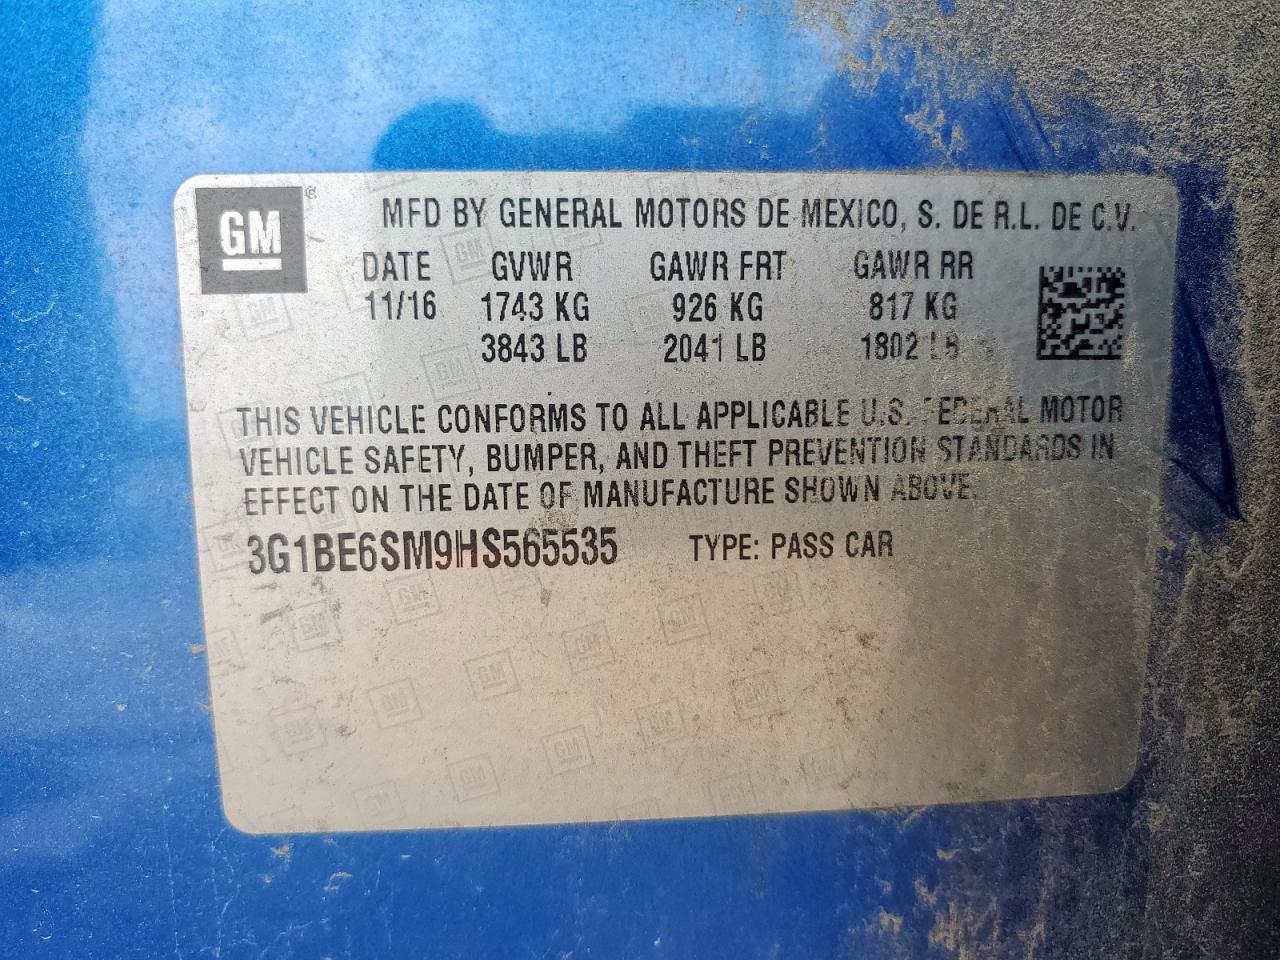 GM
MFD BY GENERAL MOTORS DE MEXICO, S. DE R.L. DE C.V.
DATE GVWR GAWR FRT GAWR RR
11/16 1743 KG 926 KG 817 KG
3843 LB 2041 LB 1802 LB
THIS VEHICLE CONFORMS TO ALL APPLICABLE U.S. FEDERAL MOTOR
VEHICLE SAFETY, BUMPER, AND THEFT PREVENTION STANDARDS IN
EFFECT ON THE DATE OF MANUFACTURE SHOWN ABOVE.
3G1BE6SM9HS565535 TYPE: PASS CAR